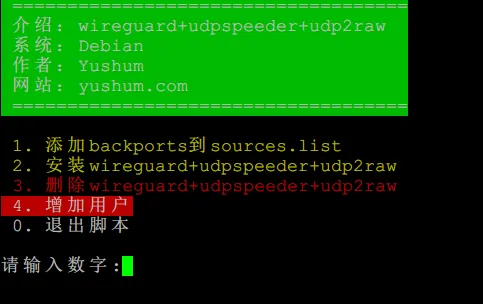 ====================================
介绍: wireguard+udpspeeder+udp2raw
系统: Debian
作者: Yushum
网站: yushum.com
====================================
1. 添加backports到sources.list
2. 安装wireguard+udpspeeder+udp2raw
3. 删除wireguard+udpspeeder+udp2raw
4. 增加用户
0. 退出脚本
请输入数字: